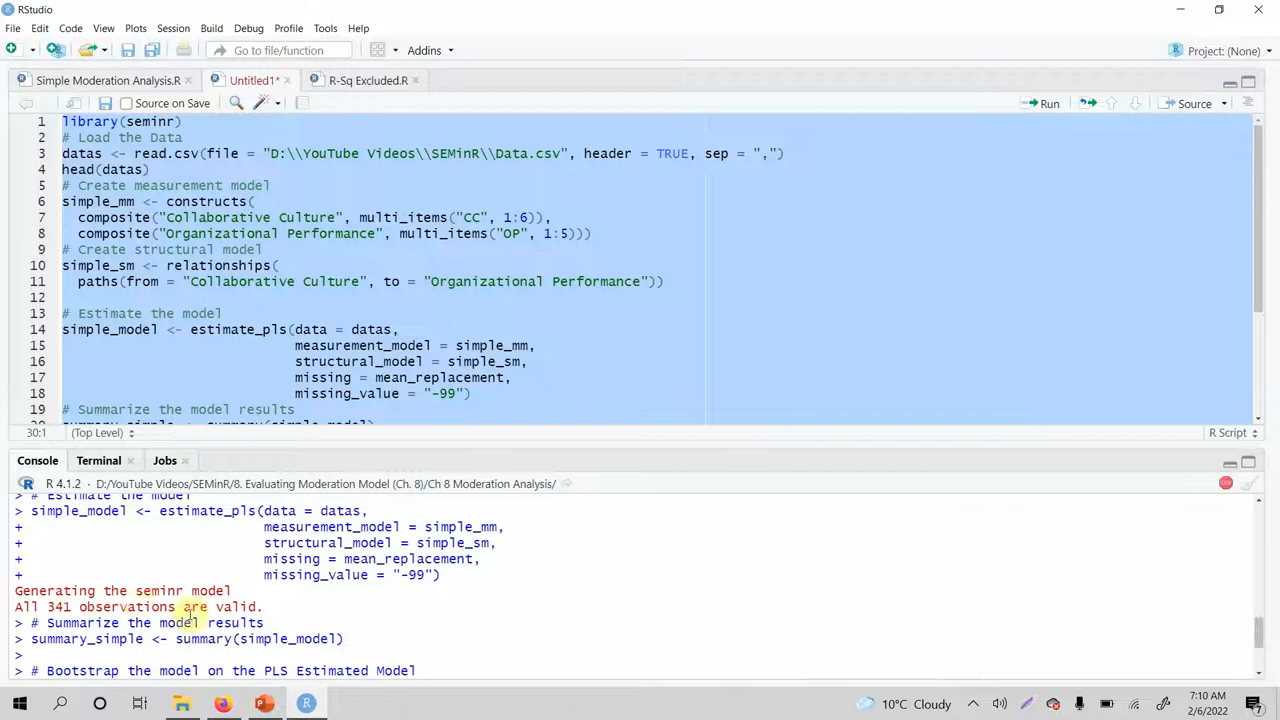 RStudio
File Edit Code View Plots Session Build Debug Profile Tools Help
Go to file/function Addins Project: (None)
Simple Moderation Analysis.R Untitled1* R-Sq Excluded.R
Source on Save Run Source
1 library(seminr)
2 # Load the Data
3 datas <- read.csv(file = "D:\\YouTube Videos\\SEMinR\\Data.csv", header = TRUE, sep = ",")
4 head(datas)
5 # Create measurement model
6 simple_mm <- constructs(
7 composite("Collaborative Culture", multi_items("CC", 1:6)),
8 composite("Organizational Performance", multi_items("OP", 1:5)))
9 # Create structural model
10 simple_sm <- relationships(
11 paths(from = "Collaborative Culture", to = "Organizational Performance"))
12
13 # Estimate the model
14 simple_model <- estimate_pls(data = datas,
15 measurement_model = simple_mm,
16 structural_model = simple_sm,
17 missing = mean_replacement,
18 missing_value = "-99")
19 # Summarize the model results
20 summary_simple <- summary(simple_model)
30:1 (Top Level) R Script
Console Terminal Jobs
R 4.1.2 · D:/YouTube Videos/SEMinR/8. Evaluating Moderation Model (Ch. 8)/Ch 8 Moderation Analysis/
> # Estimate the model
> simple_model <- estimate_pls(data = datas,
+ measurement_model = simple_mm,
+ structural_model = simple_sm,
+ missing = mean_replacement,
+ missing_value = "-99")
Generating the seminr model
All 341 observations are valid.
> # Summarize the model results
> summary_simple <- summary(simple_model)
>
> # Bootstrap the model on the PLS Estimated Model
10°C Cloudy 7:10 AM
2/6/2022